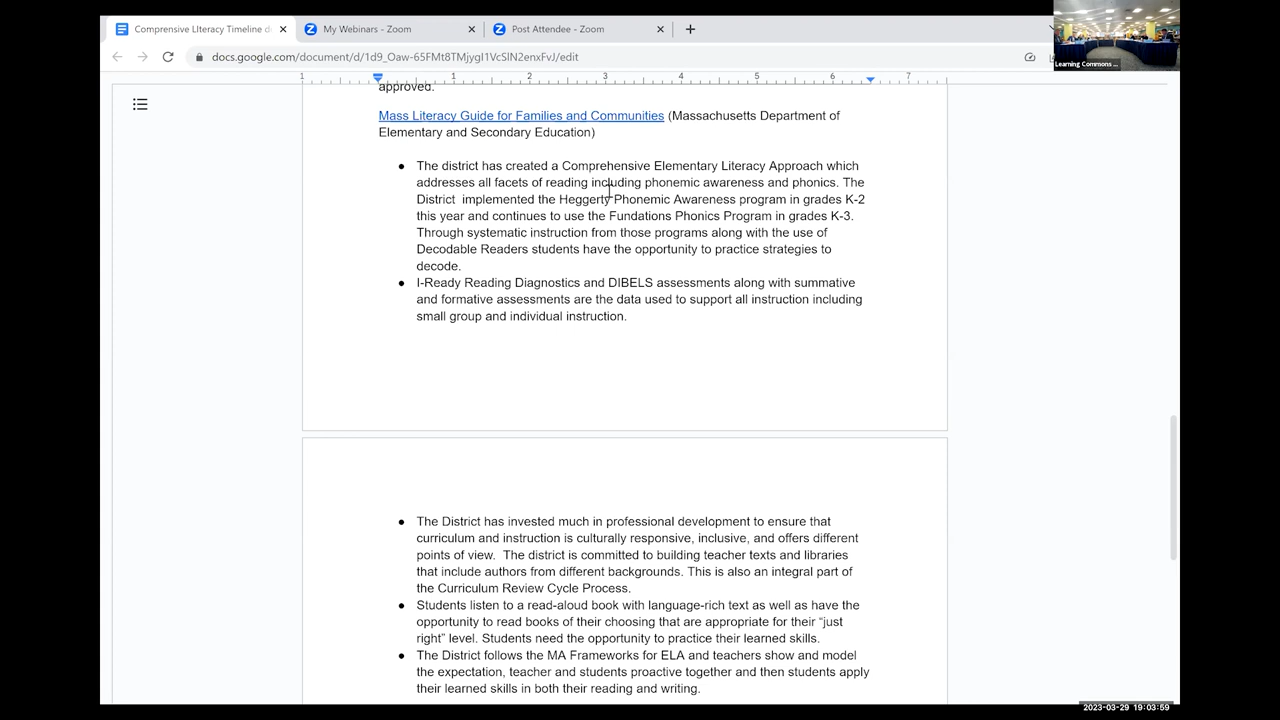 Comprensive LIteracy Timeline d
My Webinars - Zoom
Post Attendee - Zoom
docs.google.com/document/d/1d9_Oaw-65FMt8TMjygI1VcSlN2enxFvJ/edit
Learning Commons ...
1 1 2 3 4 5 6 7
approved.
Mass Literacy Guide for Families and Communities (Massachusetts Department of
Elementary and Secondary Education)
● The district has created a Comprehensive Elementary Literacy Approach which
addresses all facets of reading including phonemic awareness and phonics. The
District implemented the Heggerty Phonemic Awareness program in grades K-2
this year and continues to use the Fundations Phonics Program in grades K-3.
Through systematic instruction from those programs along with the use of
Decodable Readers students have the opportunity to practice strategies to
decode.
● I-Ready Reading Diagnostics and DIBELS assessments along with summative
and formative assessments are the data used to support all instruction including
small group and individual instruction.
● The District has invested much in professional development to ensure that
curriculum and instruction is culturally responsive, inclusive, and offers different
points of view. The district is committed to building teacher texts and libraries
that include authors from different backgrounds. This is also an integral part of
the Curriculum Review Cycle Process.
● Students listen to a read-aloud book with language-rich text as well as have the
opportunity to read books of their choosing that are appropriate for their “just
right” level. Students need the opportunity to practice their learned skills.
● The District follows the MA Frameworks for ELA and teachers show and model
the expectation, teacher and students proactive together and then students apply
their learned skills in both their reading and writing.
2023-03-29 19:03:59